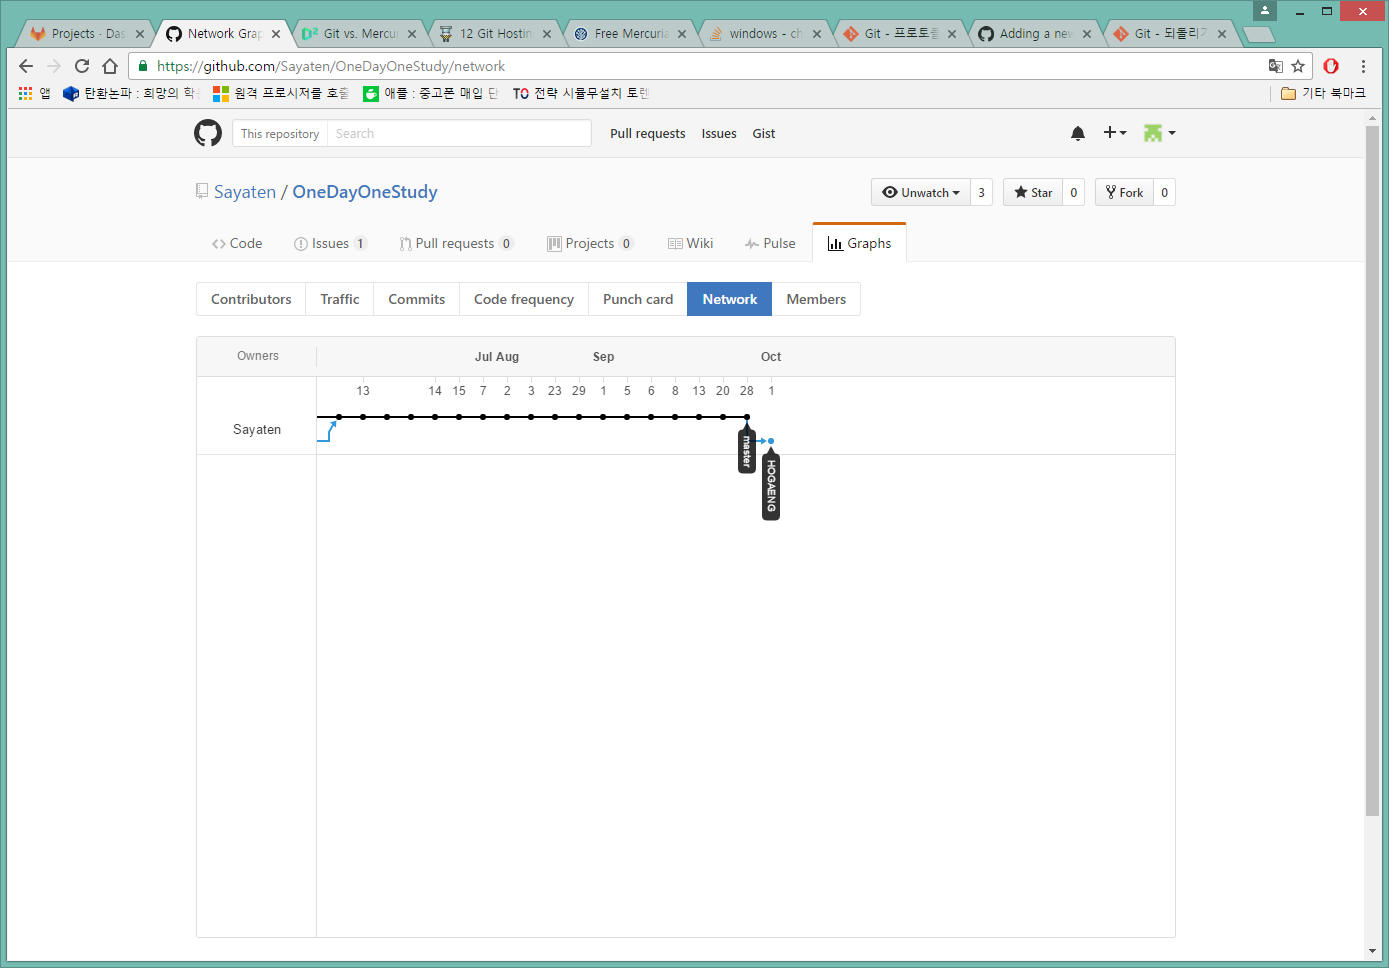 Projects · Das
Network Grap
Git vs. Mercur
12 Git Hostin
Free Mercuria
windows - ch
Git - 프로토콜
Adding a new
Git - 되돌리기
https://github.com/Sayaten/OneDayOneStudy/network
앱
탄환논파 : 희망의 학
원격 프로시저를 호출
애플 : 중고폰 매입 단
TO 전략 시뮬무설치 토렌
기타 북마크
This repository
Search
Pull requests
Issues
Gist
Sayaten / OneDayOneStudy
Unwatch 3
Star 0
Fork 0
Code
Issues 1
Pull requests 0
Projects 0
Wiki
Pulse
Graphs
Contributors
Traffic
Commits
Code frequency
Punch card
Network
Members
Owners
Jul Aug Sep Oct
13 14 15 7 2 3 23 29 1 5 6 8 13 20 28 1
Sayaten
master
HOGAENG